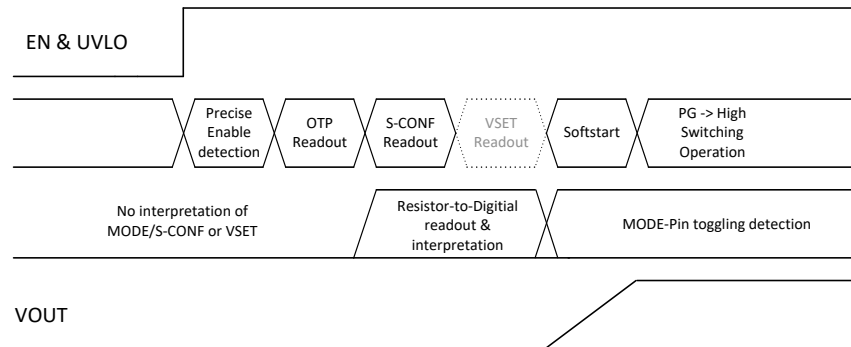 EN & UVLO
Precise
Enable
detection
OTP
Readout
S-CONF
Readout
VSET
Readout
Softstart
PG -> High
Switching
Operation
No interpretation of
MODE/S-CONF or VSET
Resistor-to-Digitial
readout &
interpretation
MODE-Pin toggling detection
VOUT